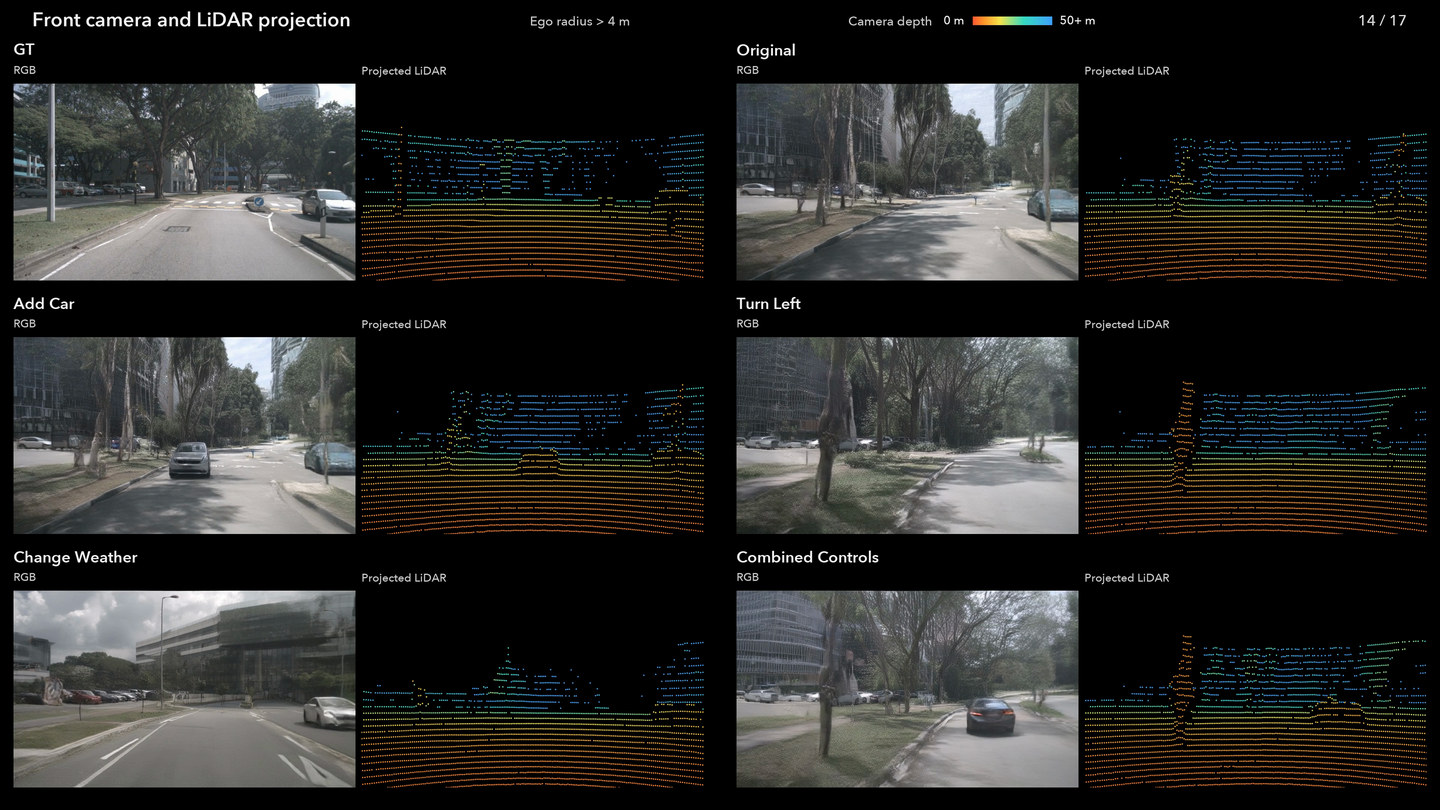 Front camera and LiDAR projection
Ego radius > 4 m
Camera depth 0 m 50+ m
14 / 17
GT
RGB
Projected LiDAR
Original
RGB
Projected LiDAR
Add Car
RGB
Projected LiDAR
Turn Left
RGB
Projected LiDAR
Change Weather
RGB
Projected LiDAR
Combined Controls
RGB
Projected LiDAR